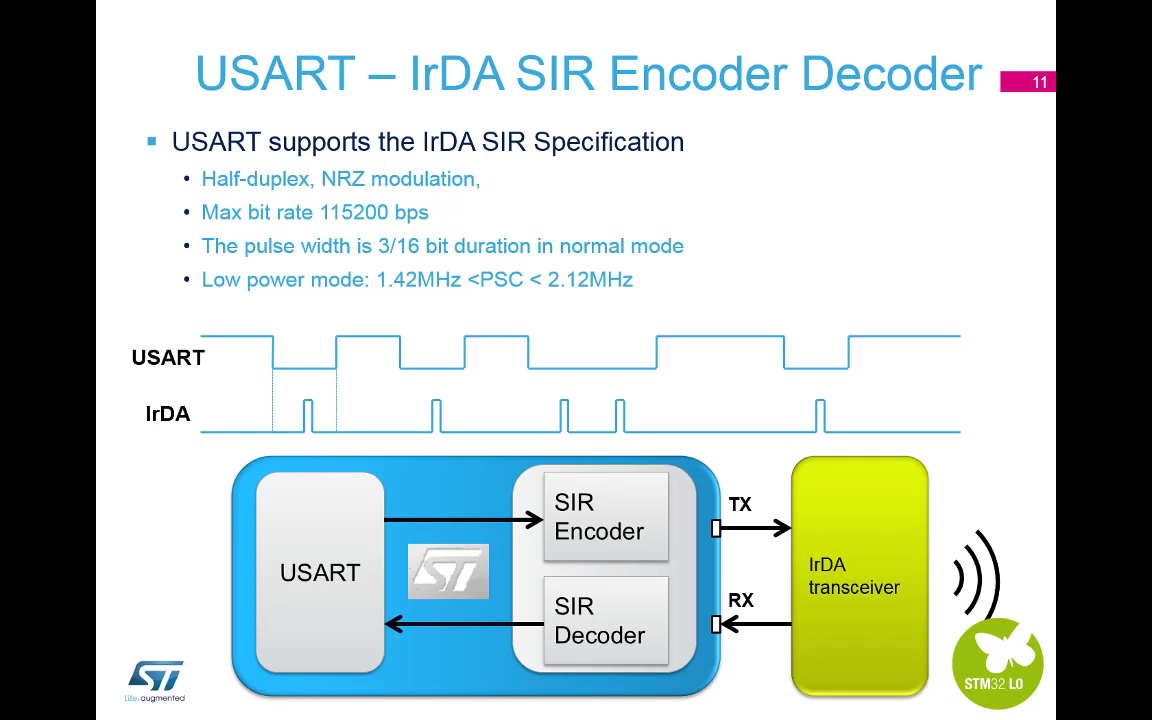 USART – IrDA SIR Encoder Decoder
11
▪ USART supports the IrDA SIR Specification
• Half-duplex, NRZ modulation,
• Max bit rate 115200 bps
• The pulse width is 3/16 bit duration in normal mode
• Low power mode: 1.42MHz <PSC < 2.12MHz
USART
IrDA
USART
ST
SIR
Encoder
SIR
Decoder
TX
RX
IrDA
transceiver
ST
life.augmented
STM32 L0